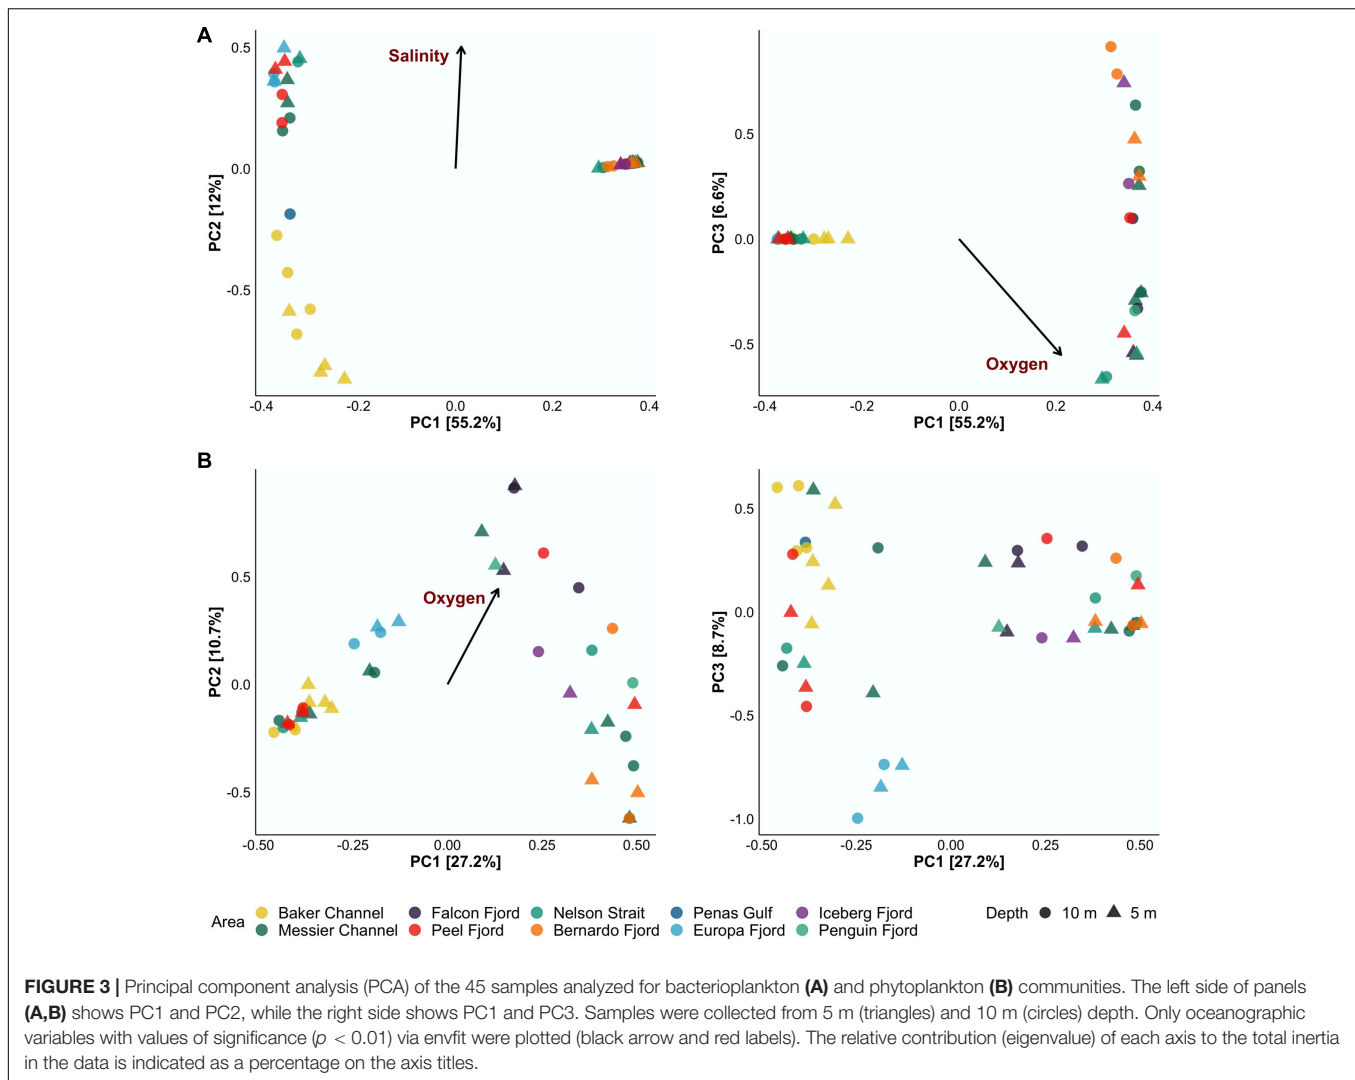 A
0.5
0.0
-0.5
PC2 [12%]
Salinity
-0.4
-0.2
0.0
0.2
0.4
PC1 [55.2%]
0.5
0.0
-0.5
PC3 [6.6%]
Oxygen
-0.4
-0.2
0.0
0.2
0.4
PC1 [55.2%]
B
0.5
0.0
-0.5
PC2 [10.7%]
Oxygen
-0.50
-0.25
0.00
0.25
0.50
PC1 [27.2%]
0.5
0.0
-0.5
-1.0
PC3 [8.7%]
-0.50
-0.25
0.00
0.25
0.50
PC1 [27.2%]
Area
Baker Channel Falcon Fjord Nelson Strait Penas Gulf Iceberg Fjord
Messier Channel Peel Fjord Bernardo Fjord Europa Fjord Penguin Fjord
Depth 10 m 5 m
FIGURE 3 | Principal component analysis (PCA) of the 45 samples analyzed for bacterioplankton (A) and phytoplankton (B) communities. The left side of panels
(A,B) shows PC1 and PC2, while the right side shows PC1 and PC3. Samples were collected from 5 m (triangles) and 10 m (circles) depth. Only oceanographic
variables with values of significance (p < 0.01) via envfit were plotted (black arrow and red labels). The relative contribution (eigenvalue) of each axis to the total inertia
in the data is indicated as a percentage on the axis titles.